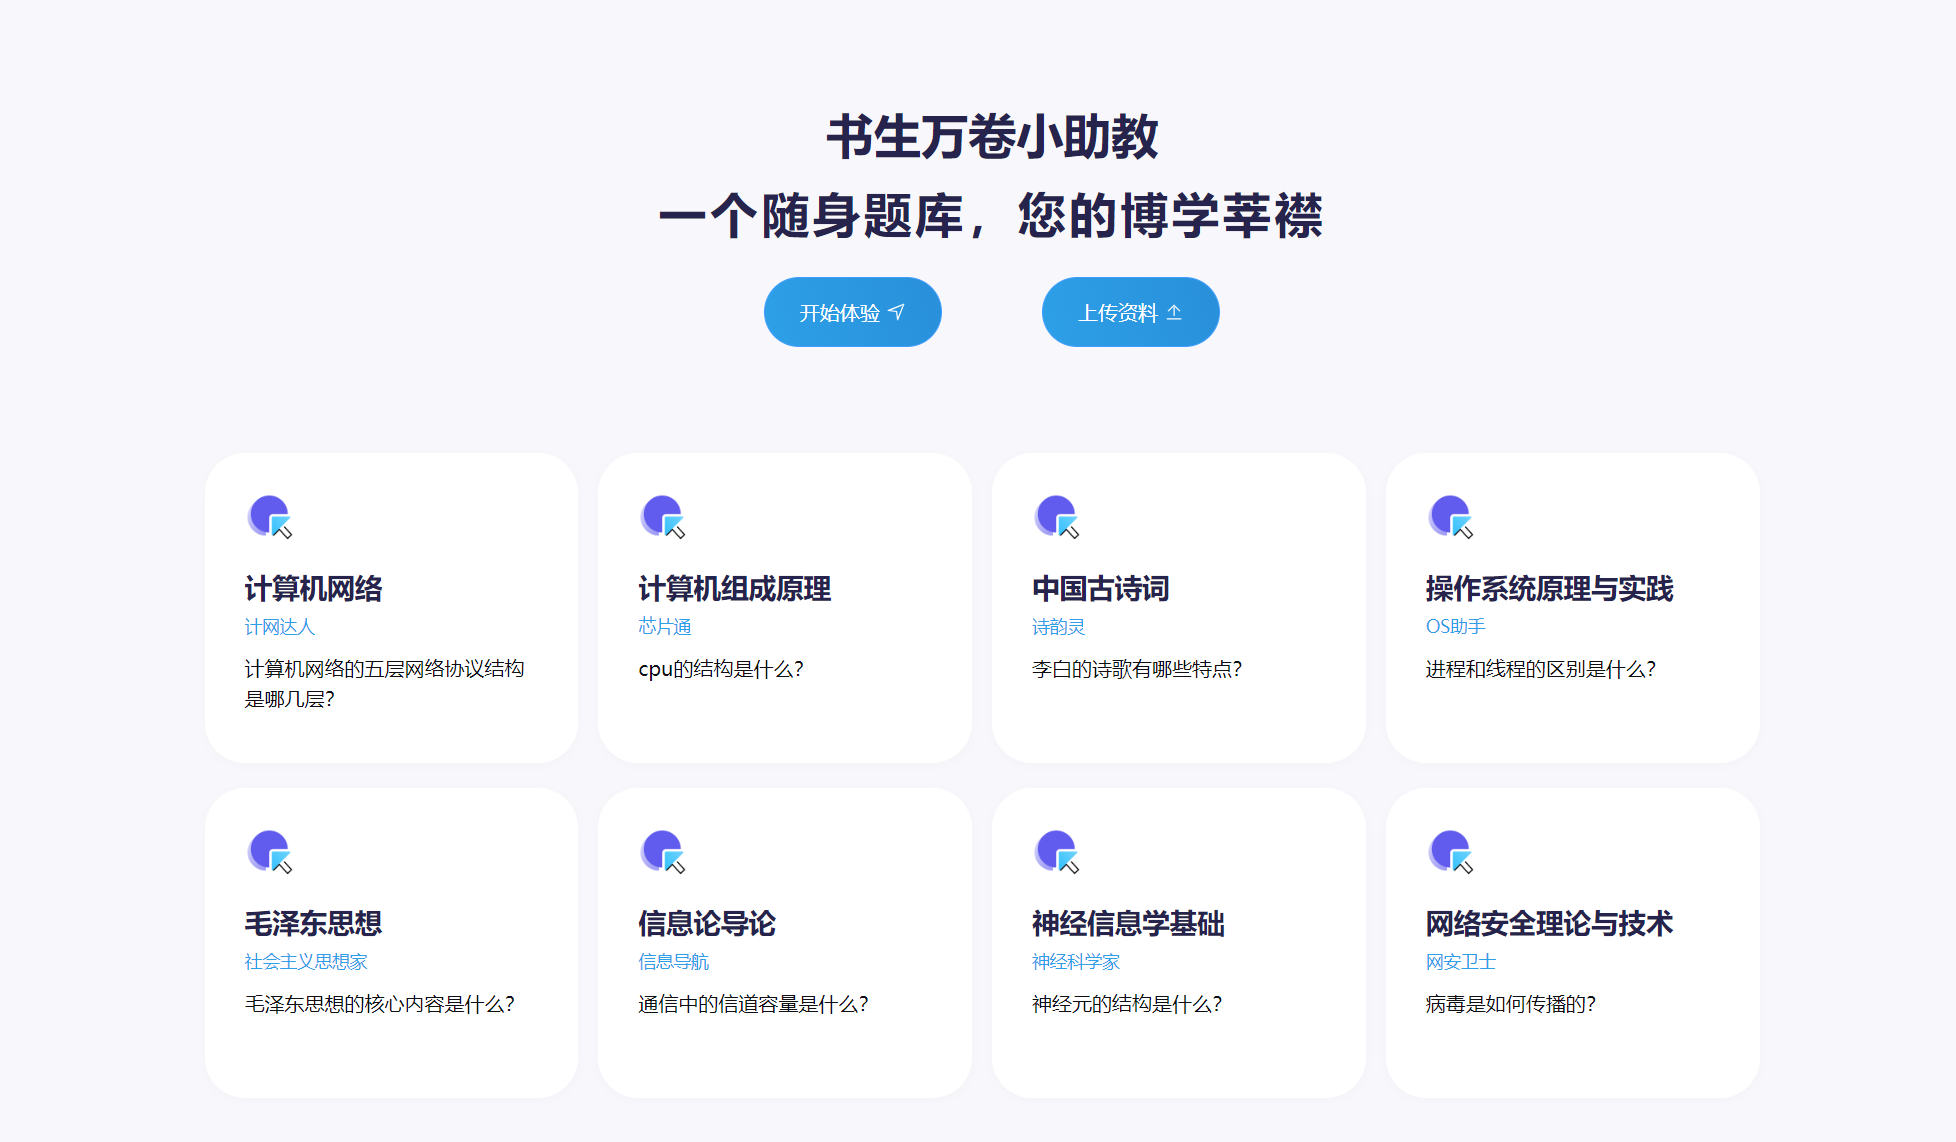 书生万卷小助教
一个随身题库，您的博学莘襟
开始体验
上传资料
计算机网络
计网达人
计算机网络的五层网络协议结构
是哪几层？
计算机组成原理
芯片通
cpu的结构是什么？
中国古诗词
诗韵灵
李白的诗歌有哪些特点？
操作系统原理与实践
OS助手
进程和线程的区别是什么？
毛泽东思想
社会主义思想家
毛泽东思想的核心内容是什么？
信息论导论
信息导航
通信中的信道容量是什么？
神经信息学基础
神经科学家
神经元的结构是什么？
网络安全理论与技术
网安卫士
病毒是如何传播的？